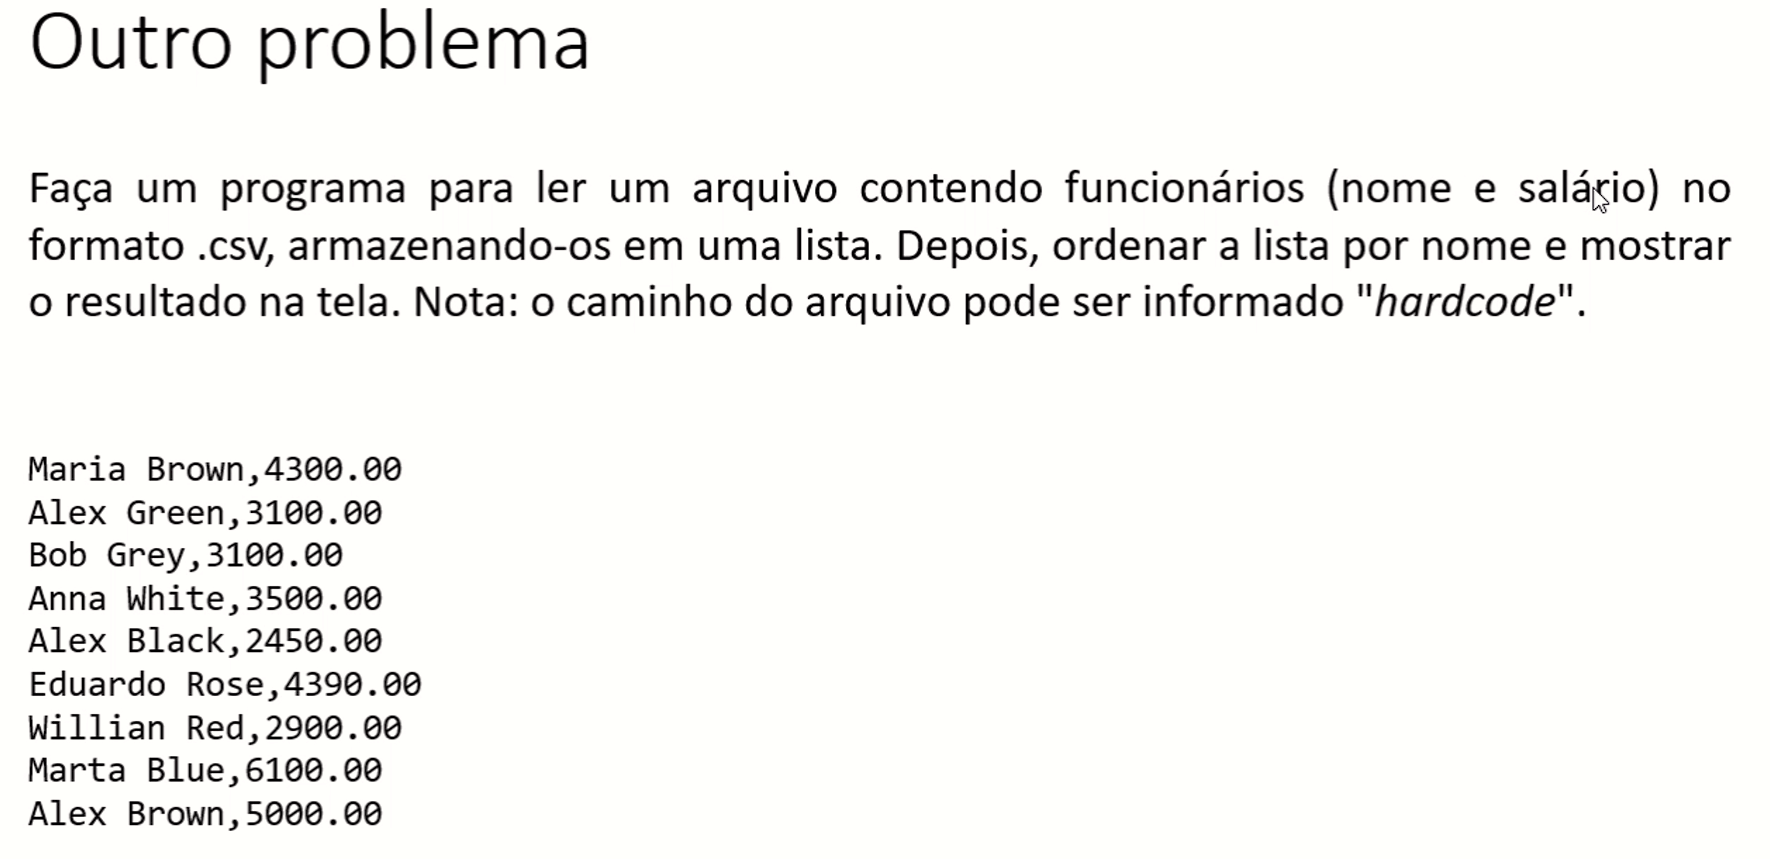 Outro problema
Faça um programa para ler um arquivo contendo funcionários (nome e salário) no
formato .csv, armazenando-os em uma lista. Depois, ordenar a lista por nome e mostrar
o resultado na tela. Nota: o caminho do arquivo pode ser informado "hardcode".
Maria Brown,4300.00
Alex Green,3100.00
Bob Grey,3100.00
Anna White,3500.00
Alex Black,2450.00
Eduardo Rose,4390.00
Willian Red,2900.00
Marta Blue,6100.00
Alex Brown,5000.00